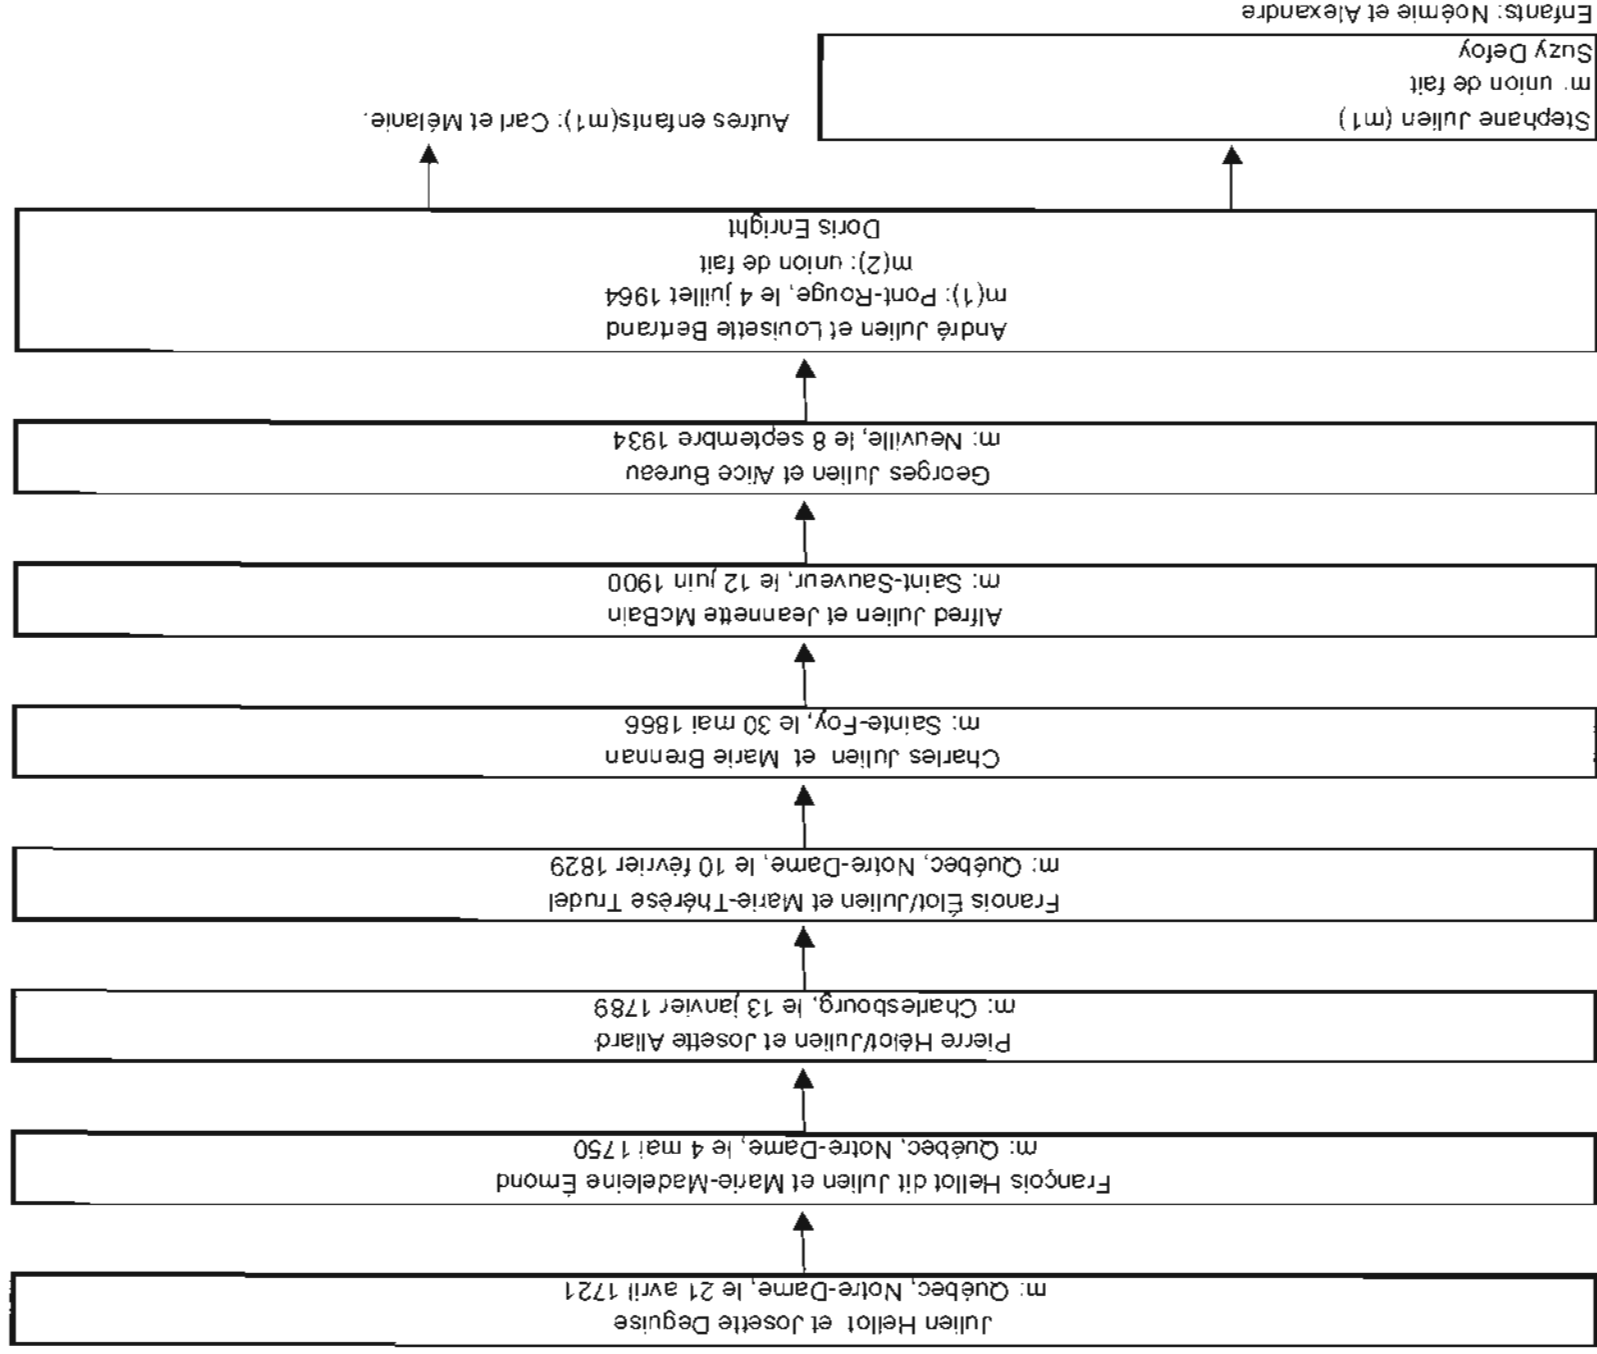 Julien Hellot et Josette Deguise
m: Québec, Notre-Dame, le 21 avril 1721
François Hellot dit Julien et Marie-Madeleine Émond
m: Québec, Notre-Dame, le 4 mai 1750
Pierre Hélot/Julien et Josette Allard
m: Charlesbourg, le 13 janvier 1789
Franois Élot/Julien et Marie-Thérèse Trudel
m: Québec, Notre-Dame, le 10 février 1829
Charles Julien et Marie Brennan
m: Sainte-Foy, le 30 mai 1866
Alfred Julien et Jeannette McBain
m: Saint-Sauveur, le 12 juin 1900
Georges Julien et Alice Bureau
m: Neuville, le 8 septembre 1934
André Julien et Louisette Bertrand
m(1): Pont-Rouge, le 4 juillet 1964
m(2): union de fait
Doris Enright
Stephane Julien (m1)
m: union de fait
Suzy Defoy
Enfants: Noémie et Alexandre
Autres enfants(m1): Carl et Mélanie.